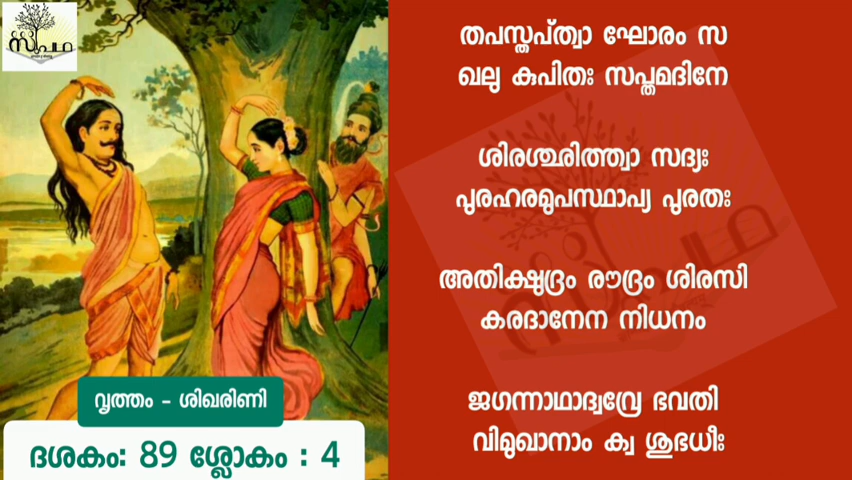 സുപഥ
തപസ്തപ്ത്വാ ഘോരം സ
ഖലു കുപിതഃ സപ്തമദിനേ
ശിരശ്ഛിത്ത്വാ സദ്യഃ
പുരഹരമുപസ്ഥാപ്യ പുരതഃ
അതിക്ഷുദ്രം രൗദ്രം ശിരസി
കരദാനേന നിധനം
ജഗന്നാഥാദ്വവ്രേ ഭവതി
വിമുഖാനാം ക്വ ശുഭധീഃ
വൃത്തം - ശിഖരിണി
ദശകം: 89 ശ്ലോകം : 4